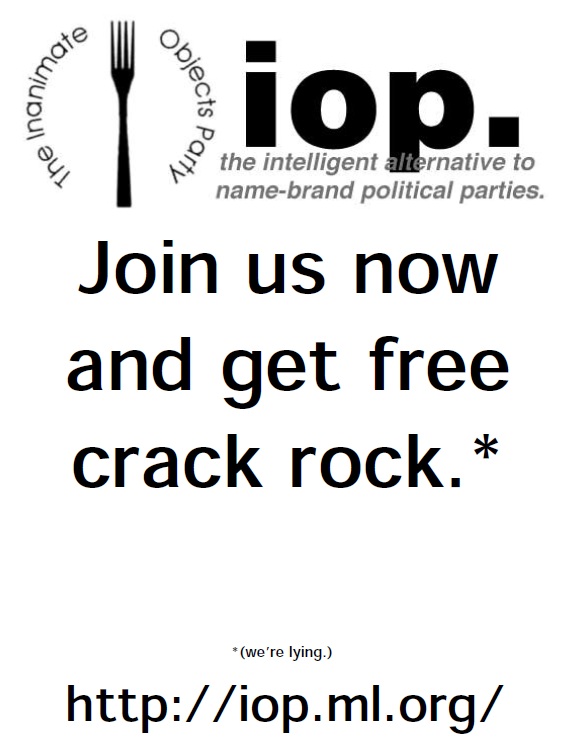 The Inanimate Objects Party
iop.
the intelligent alternative to
name-brand political parties.
Join us now
and get free
crack rock.*
*(we're lying.)
http://iop.ml.org/